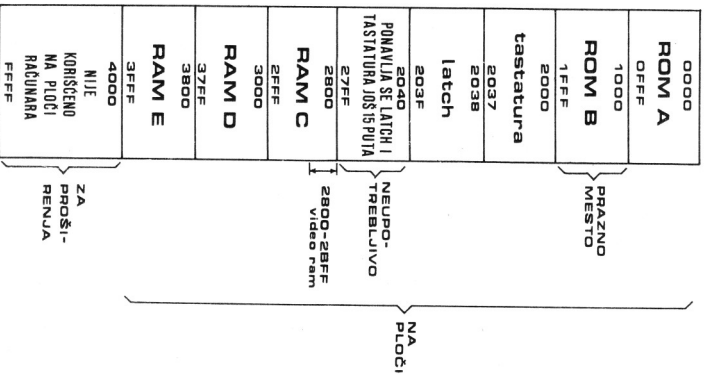 0000
ROM A
0FFF
1000
ROM B
1FFF
PRAZNO
MESTO
2000
tastatura
2037
2038
latch
203F
2040
PONAVLJA SE LATCH I
TASTATURA JOŠ 15 PUTA
27FF
NEUPO-
TREBLJIVO
2800
RAM C
2FFF
2800-2BFF
video ram
3000
RAM D
37FF
3800
RAM E
3FFF
NA
PLOČI
4000
NIJE
KORIŠĆENO
NA PLOČI
RAČUNARA
FFFF
ZA
PROŠI-
RENJA